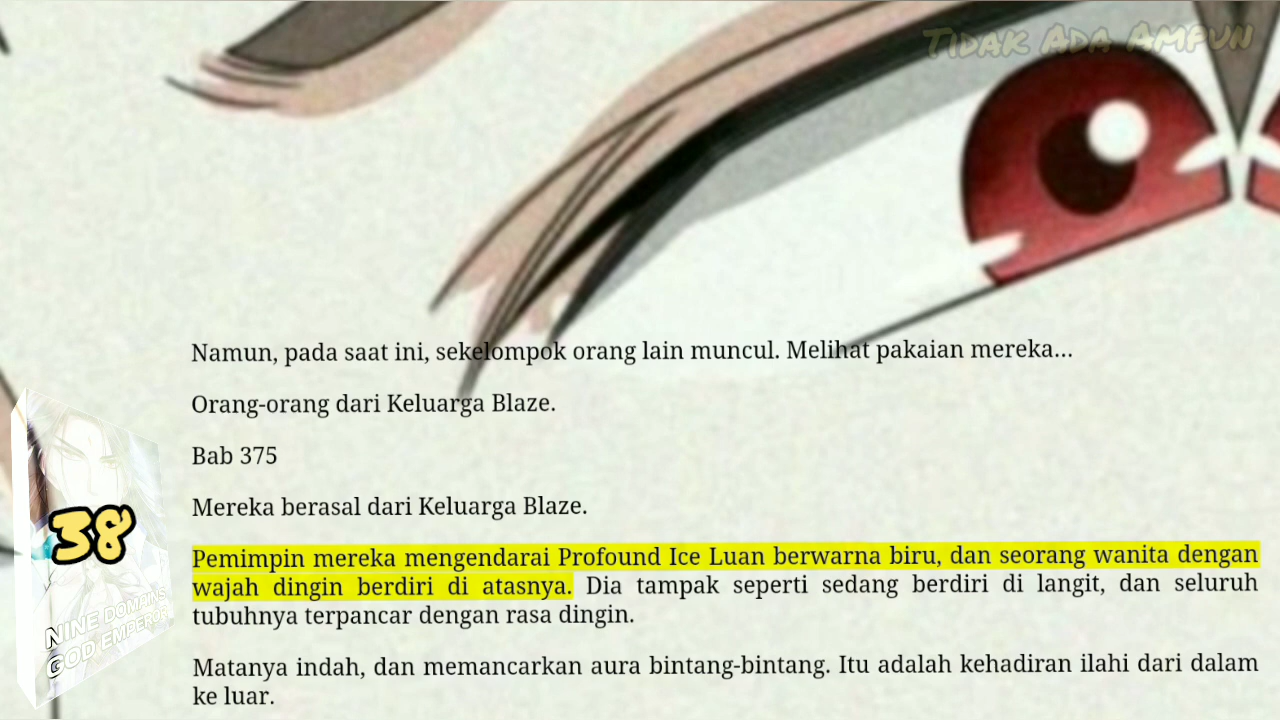 Tidak Ada Ampun
Namun, pada saat ini, sekelompok orang lain muncul. Melihat pakaian mereka...
Orang-orang dari Keluarga Blaze.
Bab 375
Mereka berasal dari Keluarga Blaze.
Pemimpin mereka mengendarai Profound Ice Luan berwarna biru, dan seorang wanita dengan
wajah dingin berdiri di atasnya. Dia tampak seperti sedang berdiri di langit, dan seluruh
tubuhnya terpancar dengan rasa dingin.
Matanya indah, dan memancarkan aura bintang-bintang. Itu adalah kehadiran ilahi dari dalam
ke luar.
38
NINE DOMAINS
GOD EMPEROR